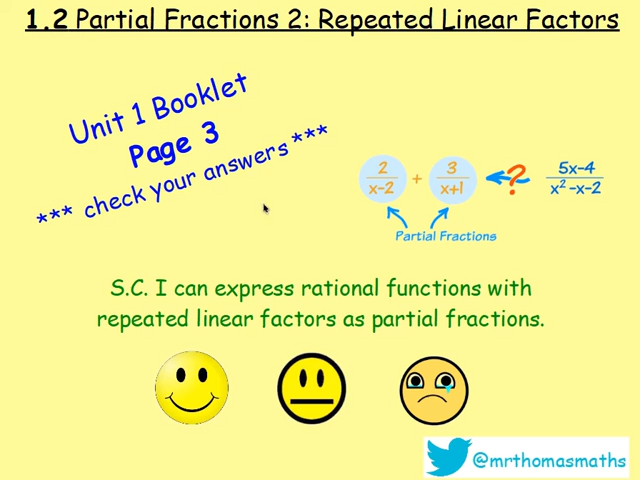 1.2 Partial Fractions 2: Repeated Linear Factors
Unit 1 Booklet
Page 3
*** check your answers ***
2/x-2 + 3/x+1 ? 5x-4/x²-x-2
Partial Fractions
S.C. I can express rational functions with
repeated linear factors as partial fractions.
@mrthomasmaths